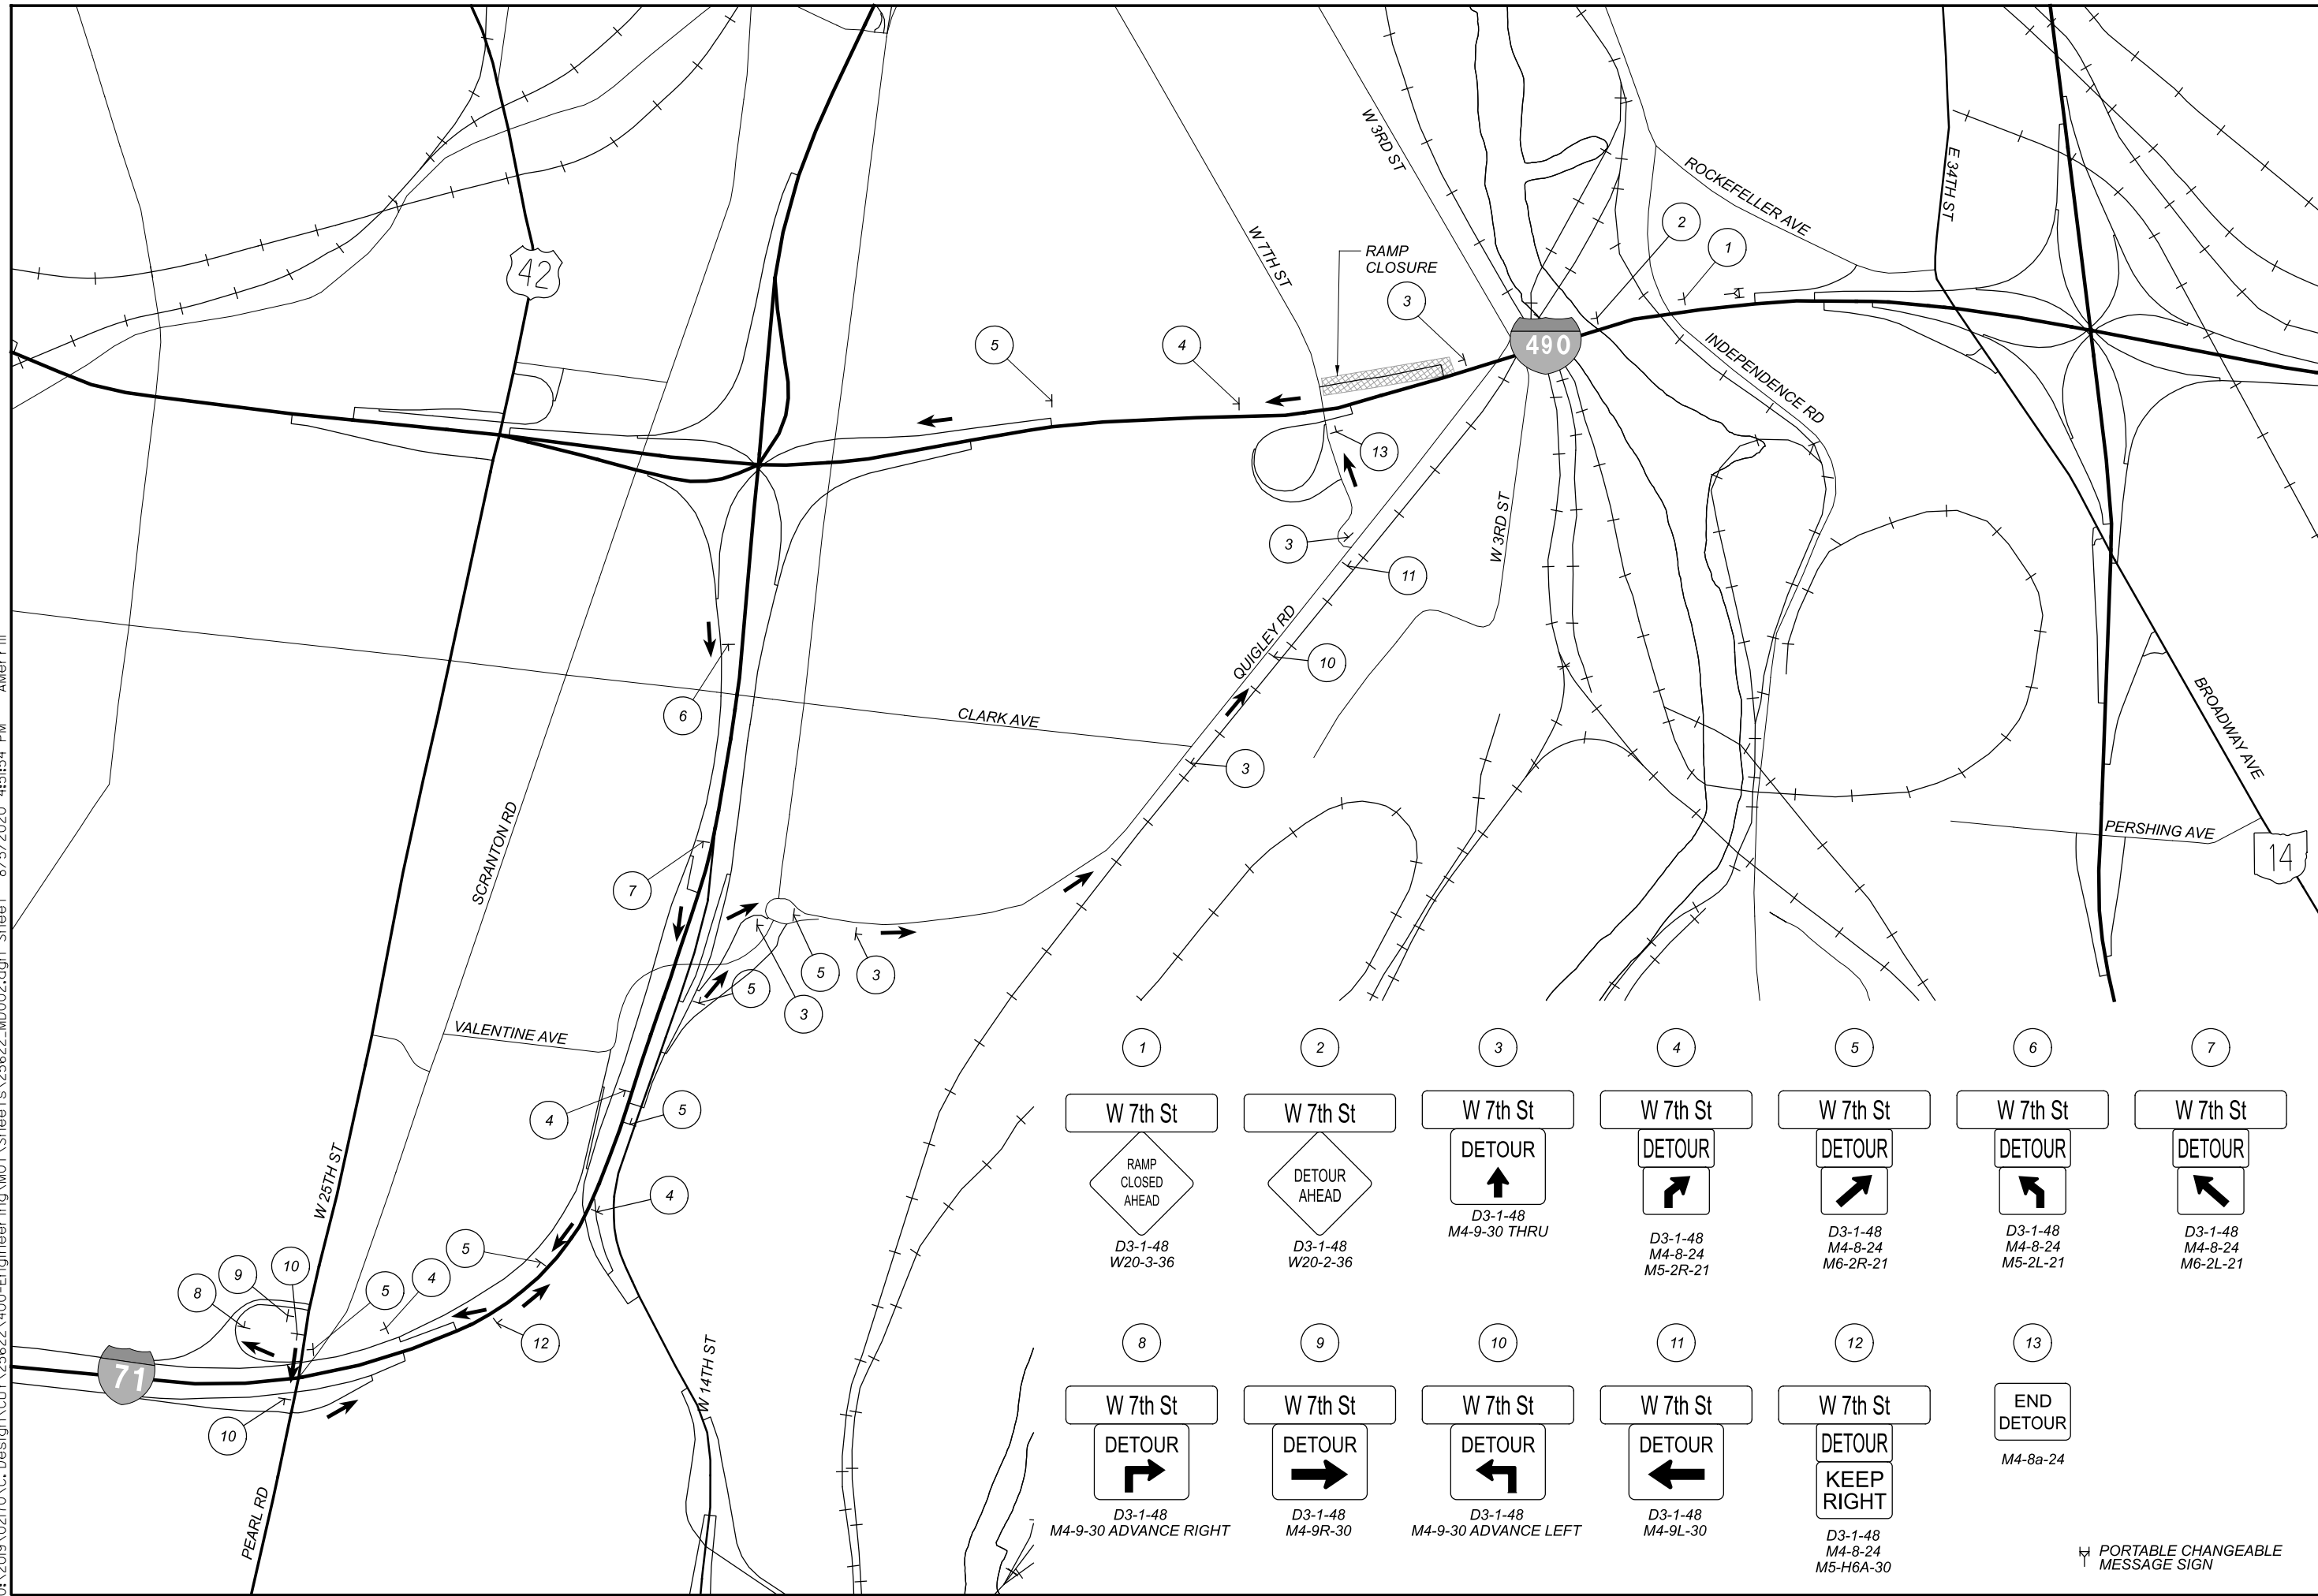 42
W 7TH ST
W 3RD ST
RAMP
CLOSURE
ROCKEFELLER AVE
E 34TH ST
2
1
3
5
4
490
INDEPENDENCE RD
13
3
11
W 3RD ST
QUIGLEY RD
10
6
CLARK AVE
3
BROADWAY AVE
PERSHING AVE
14
SCRANTON RD
7
5
5
3
3
VALENTINE AVE
4
5
4
W 25TH ST
5
10
9
8
5
4
12
71
10
W 14TH ST
PEARL RD
1
W 7th St
RAMP
CLOSED
AHEAD
D3-1-48
W20-3-36
2
W 7th St
DETOUR
AHEAD
D3-1-48
W20-2-36
3
W 7th St
DETOUR
D3-1-48
M4-9-30 THRU
4
W 7th St
DETOUR
D3-1-48
M4-8-24
M5-2R-21
5
W 7th St
DETOUR
D3-1-48
M4-8-24
M6-2R-21
6
W 7th St
DETOUR
D3-1-48
M4-8-24
M5-2L-21
7
W 7th St
DETOUR
D3-1-48
M4-8-24
M6-2L-21
8
W 7th St
DETOUR
D3-1-48
M4-9-30 ADVANCE RIGHT
9
W 7th St
DETOUR
D3-1-48
M4-9R-30
10
W 7th St
DETOUR
D3-1-48
M4-9-30 ADVANCE LEFT
11
W 7th St
DETOUR
D3-1-48
M4-9L-30
12
W 7th St
DETOUR
KEEP
RIGHT
D3-1-48
M4-8-24
M5-H6A-30
13
END
DETOUR
M4-8a-24
PORTABLE CHANGEABLE
MESSAGE SIGN